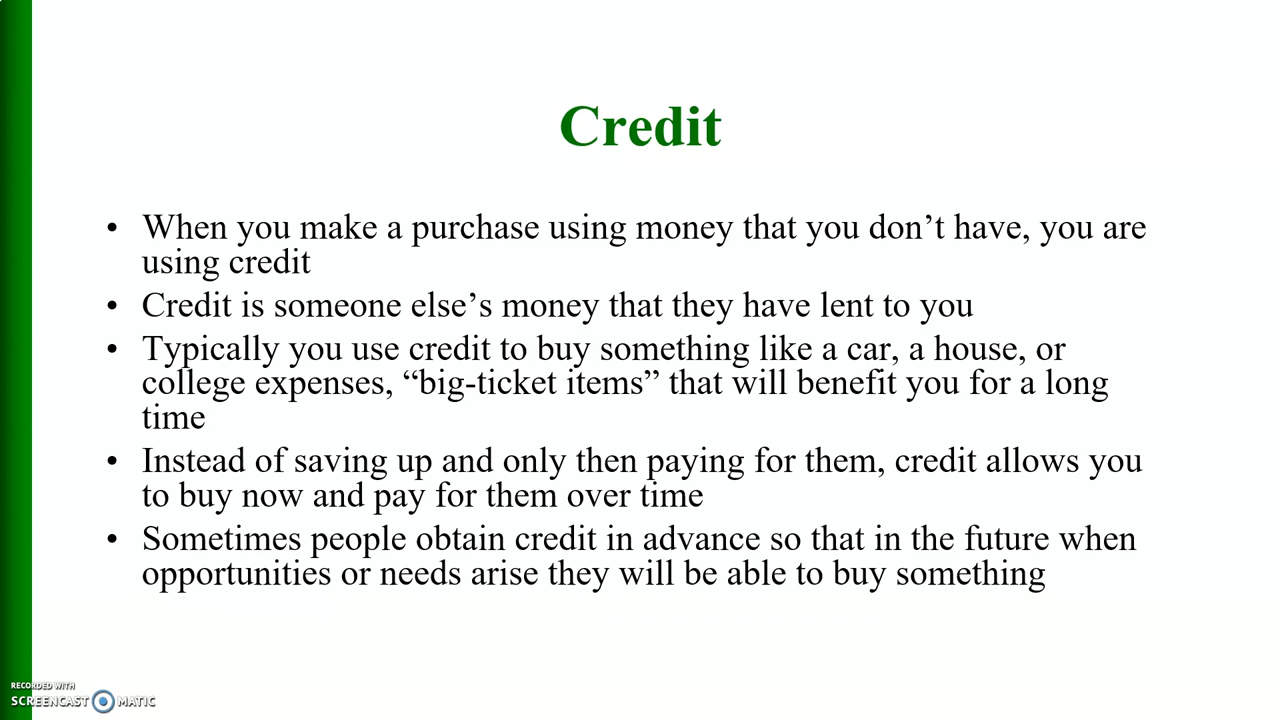 Credit
• When you make a purchase using money that you don’t have, you are
using credit
• Credit is someone else’s money that they have lent to you
• Typically you use credit to buy something like a car, a house, or
college expenses, “big-ticket items” that will benefit you for a long
time
• Instead of saving up and only then paying for them, credit allows you
to buy now and pay for them over time
• Sometimes people obtain credit in advance so that in the future when
opportunities or needs arise they will be able to buy something
RECORDED WITH
SCREENCAST MATIC